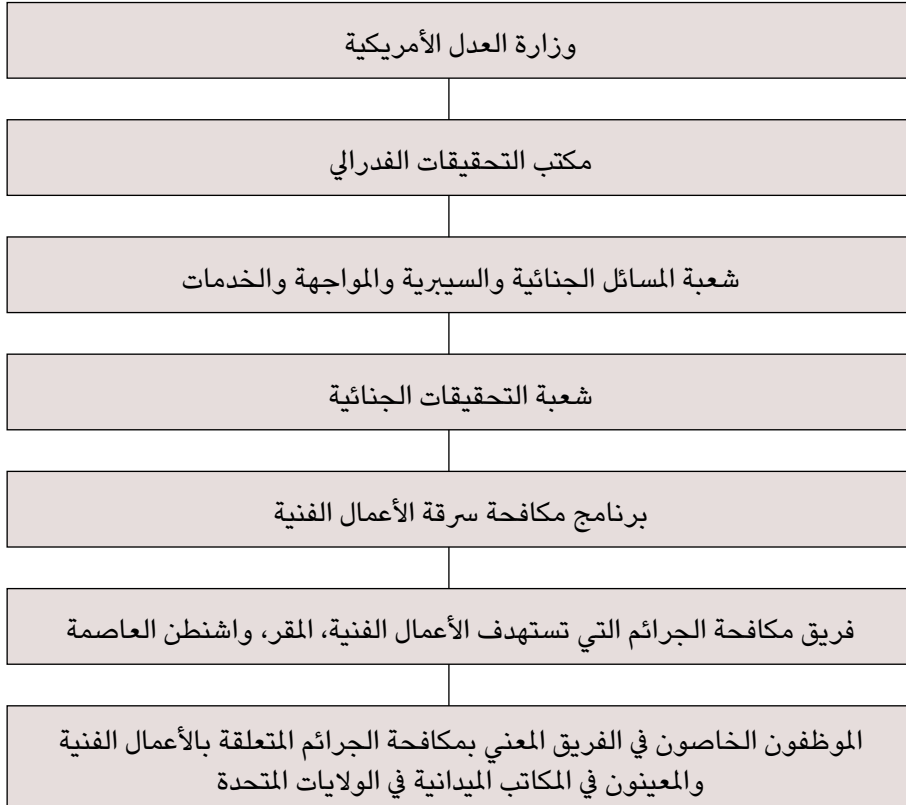 وزارة العدل الأمريكية
مكتب التحقيقات الفدرالي
شعبة المسائل الجنائية والسيبرية والمواجهة والخدمات
شعبة التحقيقات الجنائية
برنامج مكافحة سرقة الأعمال الفنية
فريق مكافحة الجرائم التي تستهدف الأعمال الفنية، المقر، واشنطن العاصمة
الموظفون الخاصون في الفريق المعني بمكافحة الجرائم المتعلقة بالأعمال الفنية
والمعينون في المكاتب الميدانية في الولايات المتحدة